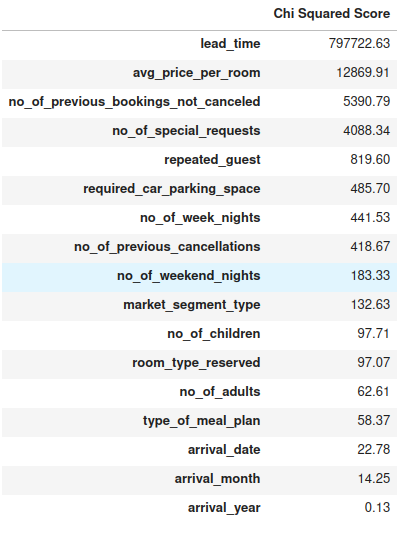 Chi Squared Score
lead_time 797722.63
avg_price_per_room 12869.91
no_of_previous_bookings_not_canceled 5390.79
no_of_special_requests 4088.34
repeated_guest 819.60
required_car_parking_space 485.70
no_of_week_nights 441.53
no_of_previous_cancellations 418.67
no_of_weekend_nights 183.33
market_segment_type 132.63
no_of_children 97.71
room_type_reserved 97.07
no_of_adults 62.61
type_of_meal_plan 58.37
arrival_date 22.78
arrival_month 14.25
arrival_year 0.13